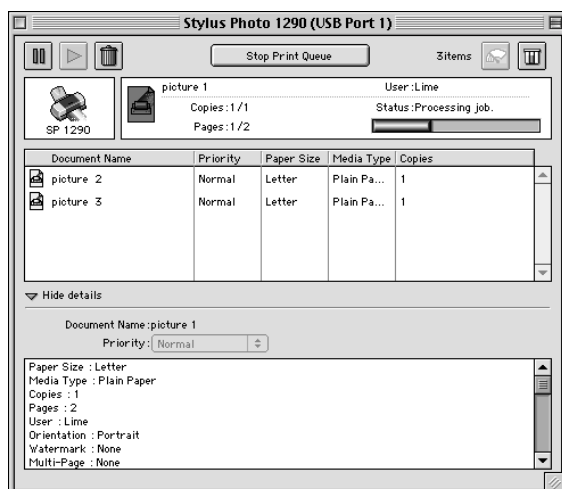 Stylus Photo 1290 (USB Port 1)
Stop Print Queue
3items
SP 1290
picture 1
User :Lime
Copies :1 /1
Status :Processing job.
Pages :1 /2
Document Name Priority Paper Size Media Type Copies
picture 2 Normal Letter Plain Pa... 1
picture 3 Normal Letter Plain Pa... 1
Hide details
Document Name :picture 1
Priority : Normal
Paper Size : Letter
Media Type : Plain Paper
Copies : 1
Pages : 2
User : Lime
Orientation : Portrait
Watermark : None
Multi-Page : None